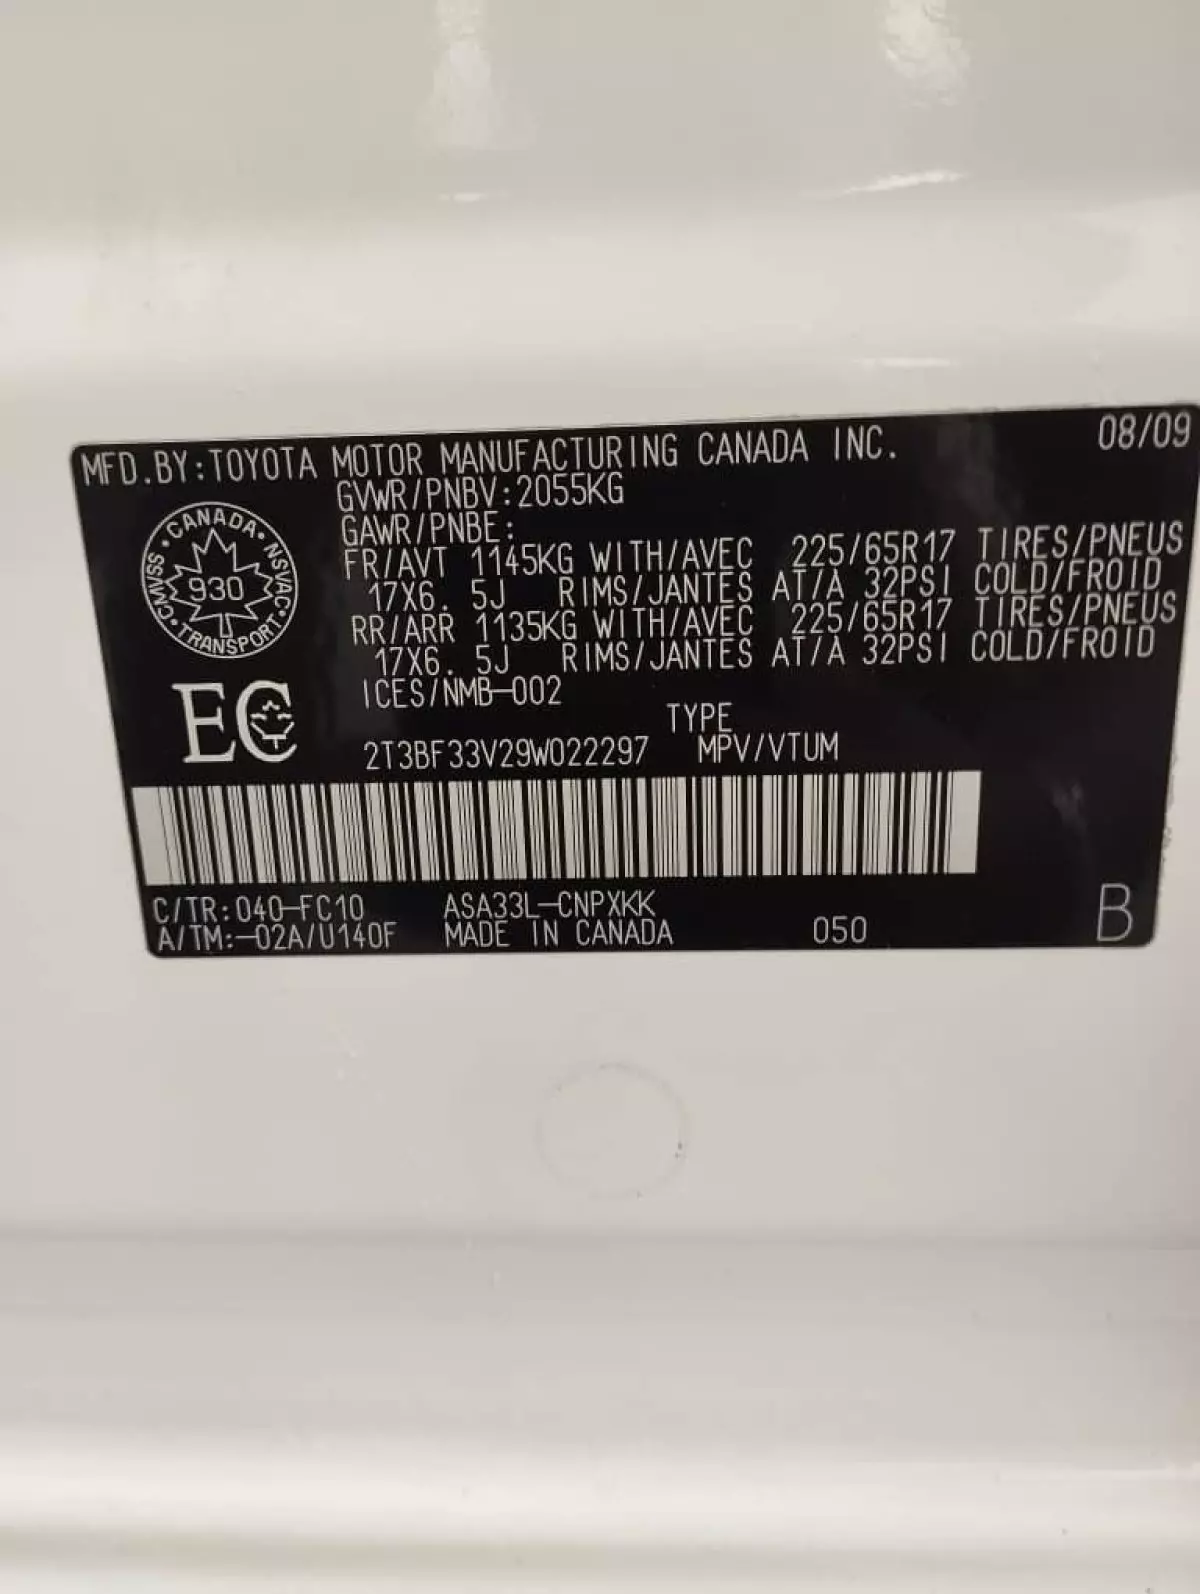 MFD.BY:TOYOTA MOTOR MANUFACTURING CANADA INC. 08/09
GVWR/PNBV:2055KG
GAWR/PNBE:
FR/AVT 1145KG WITH/AVEC 225/65R17 TIRES/PNEUS
17X6. 5J RIMS/JANTES AT/A 32PSI COLD/FROID
RR/ARR 1135KG WITH/AVEC 225/65R17 TIRES/PNEUS
17X6. 5J RIMS/JANTES AT/A 32PSI COLD/FROID
ICES/NMB-002
CANADA
CMVSS NSVAC
930
TRANSPORT
EC
TYPE
2T3BF33V29W022297 MPV/VTUM
C/TR:040-FC10 ASA33L-CNPXKK
A/TM:-02A/U140F MADE IN CANADA 050 B